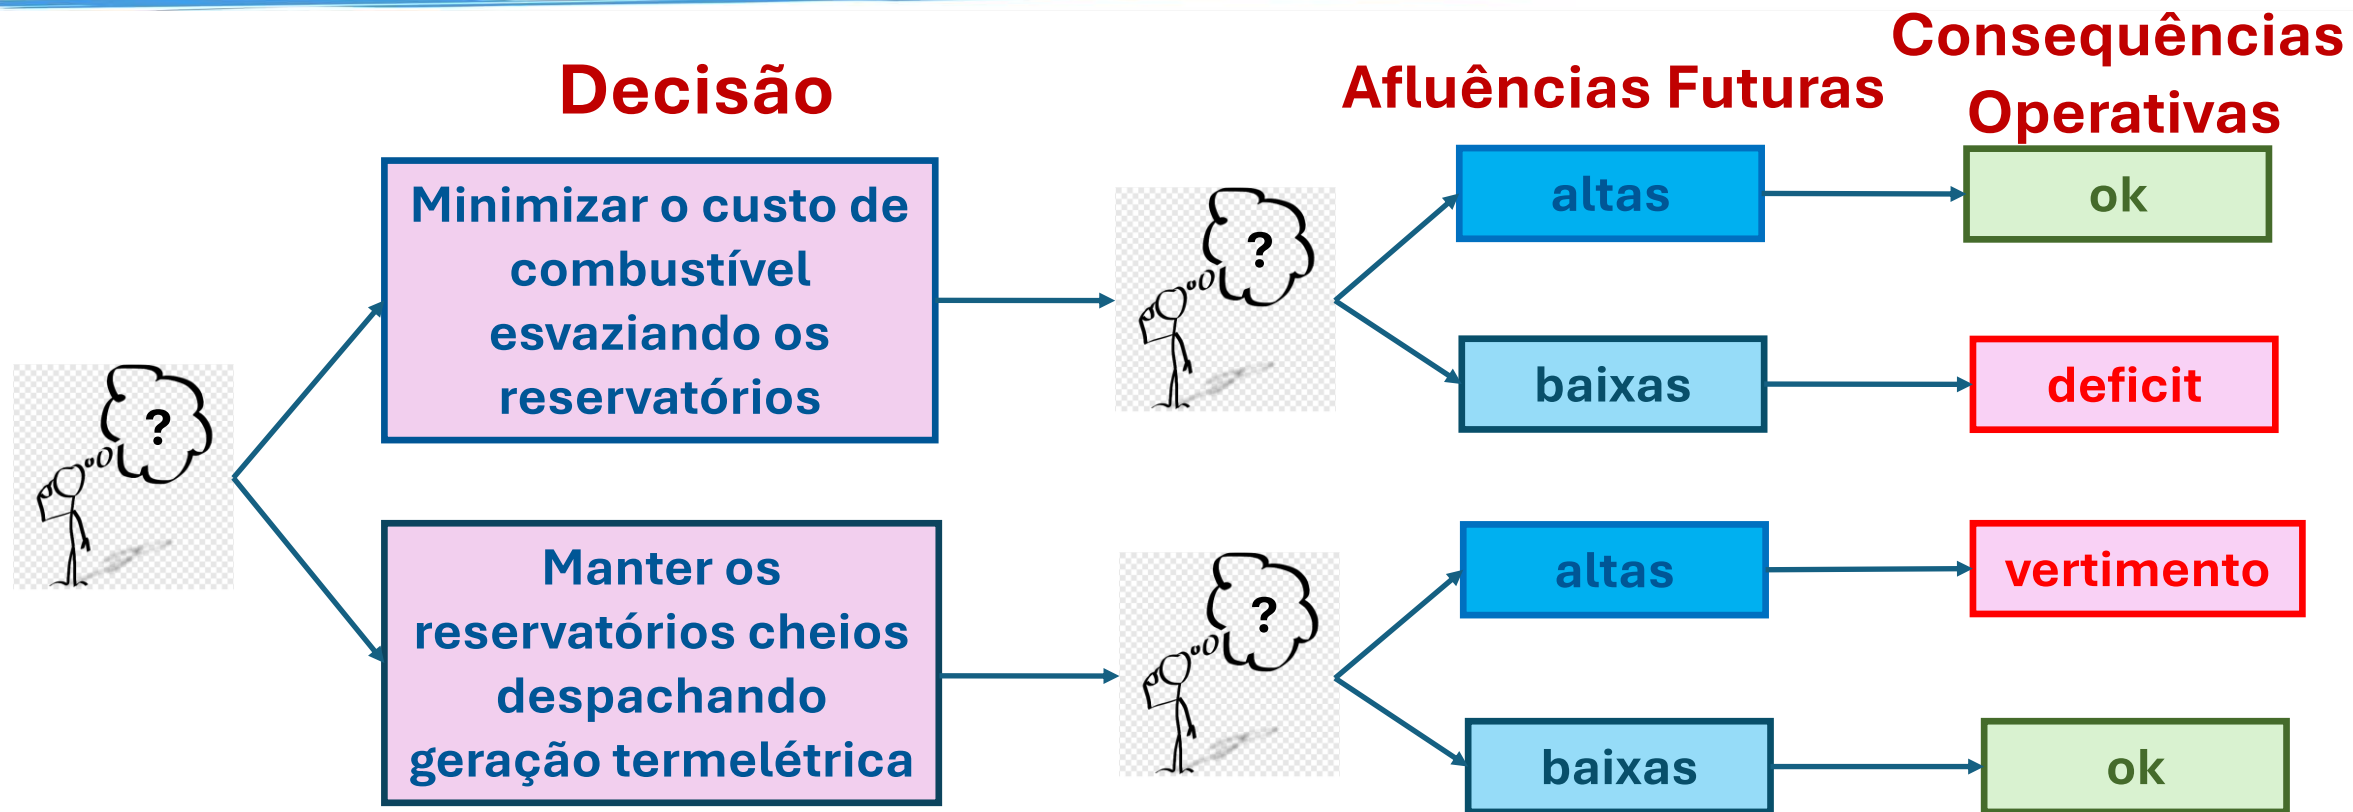 Decisão
Afluências Futuras
Consequências
Operativas
?
Minimizar o custo de
combustível
esvaziando os
reservatórios
?
altas
ok
baixas
deficit
Manter os
reservatórios cheios
despachando
geração termelétrica
?
altas
vertimento
baixas
ok